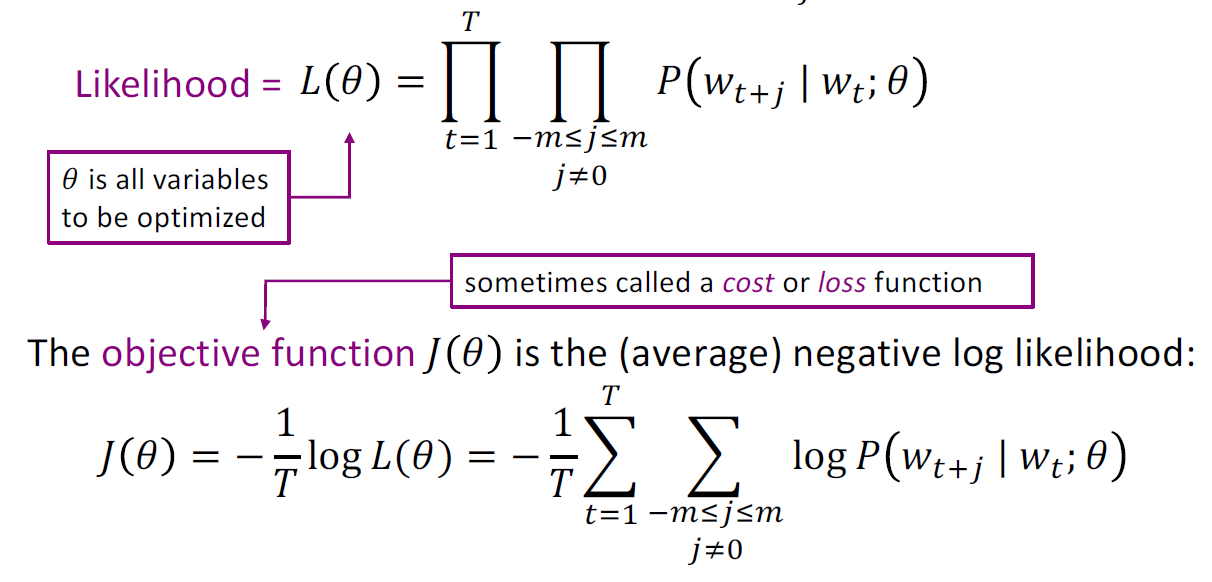 Likelihood = L(θ) = ∏_{t=1}^{T} ∏_{-m≤j≤m, j≠0} P(w_{t+j} | w_t; θ)
θ is all variables
to be optimized
sometimes called a cost or loss function
The objective function J(θ) is the (average) negative log likelihood:
J(θ) = −1/T log L(θ) = −1/T ∑_{t=1}^{T} ∑_{-m≤j≤m, j≠0} log P(w_{t+j} | w_t; θ)